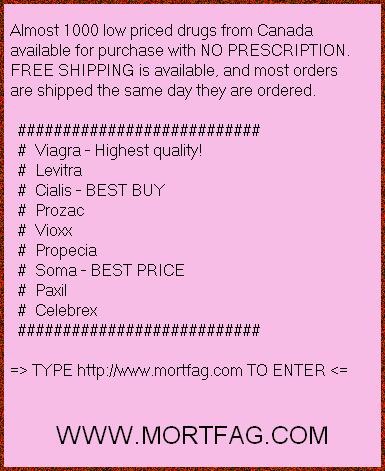 Almost 1000 low priced drugs from Canada
available for purchase with NO PRESCRIPTION.
FREE SHIPPING is available, and most orders
are shipped the same day they are ordered.
###########################
# Viagra - Highest quality!
# Levitra
# Cialis - BEST BUY
# Prozac
# Vioxx
# Propecia
# Soma - BEST PRICE
# Paxil
# Celebrex
###########################
=> TYPE http://www.mortfag.com TO ENTER <=
WWW.MORTFAG.COM